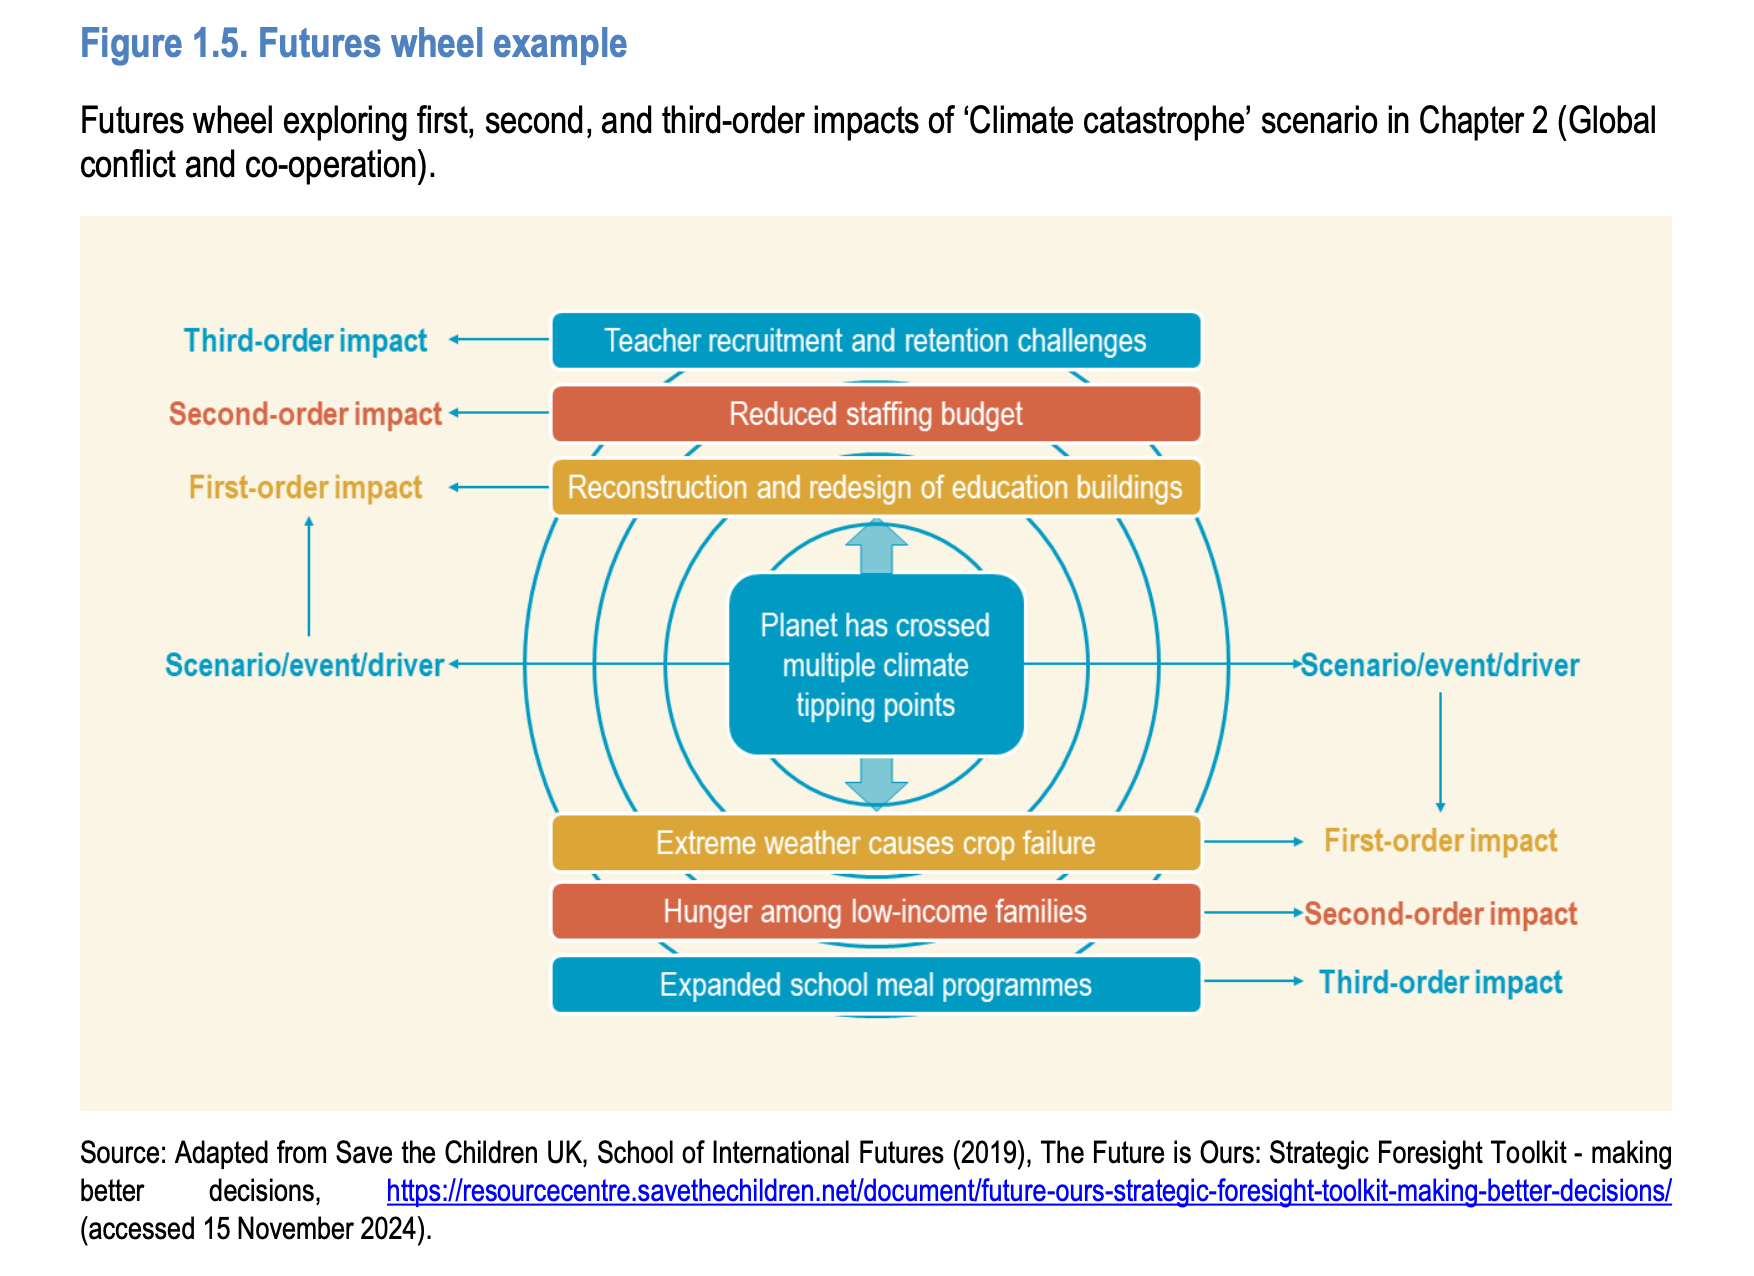 Figure 1.5. Futures wheel example
Futures wheel exploring first, second, and third-order impacts of ‘Climate catastrophe’ scenario in Chapter 2 (Global
conflict and co-operation).
Third-order impact
Teacher recruitment and retention challenges
Second-order impact
Reduced staffing budget
First-order impact
Reconstruction and redesign of education buildings
Scenario/event/driver
Planet has crossed
multiple climate
tipping points
Scenario/event/driver
Extreme weather causes crop failure
First-order impact
Hunger among low-income families
Second-order impact
Expanded school meal programmes
Third-order impact
Source: Adapted from Save the Children UK, School of International Futures (2019), The Future is Ours: Strategic Foresight Toolkit - making
better decisions, https://resourcecentre.savethechildren.net/document/future-ours-strategic-foresight-toolkit-making-better-decisions/
(accessed 15 November 2024).